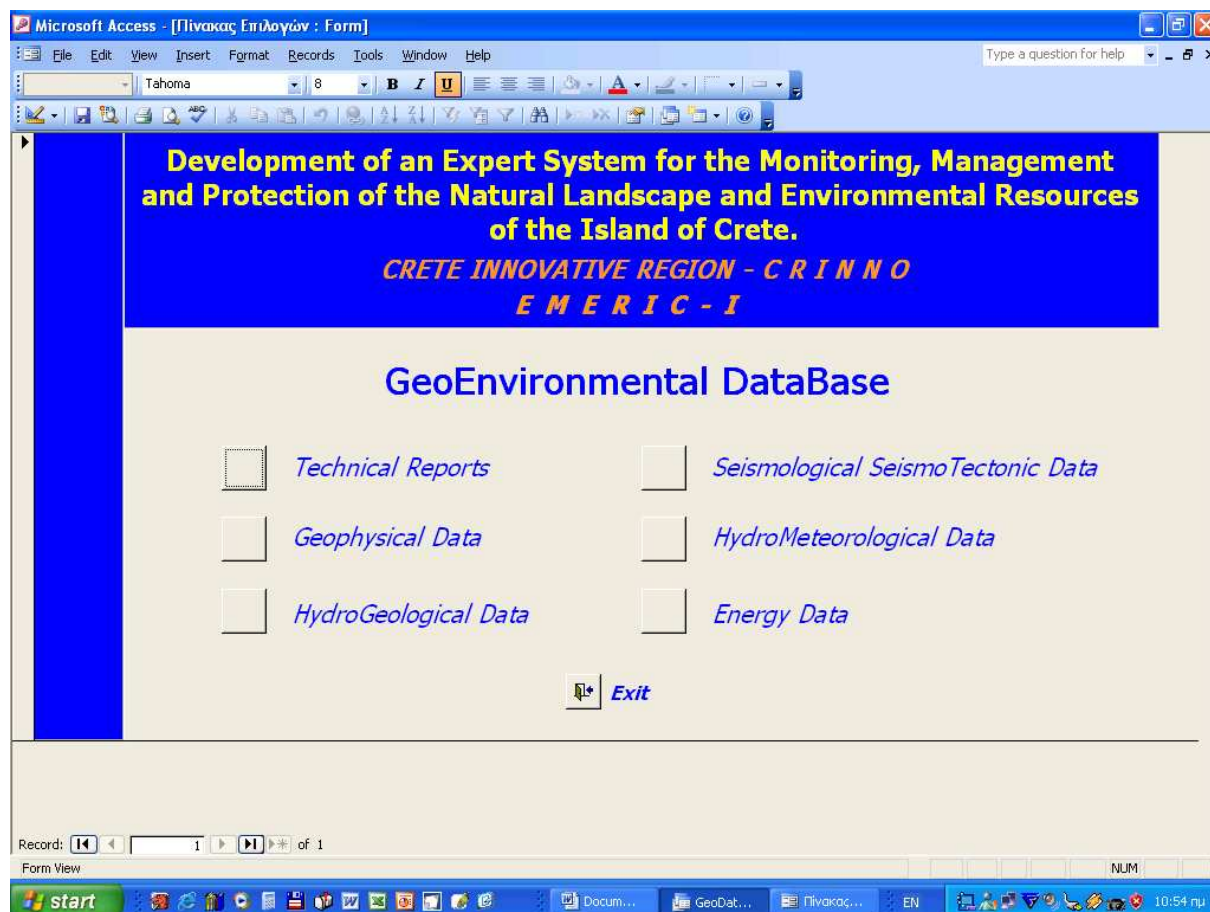 Microsoft Access - [Πίνακας Επιλογών : Form]
File Edit View Insert Format Records Tools Window Help
Type a question for help
Tahoma 8 B I U A
Development of an Expert System for the Monitoring, Management
and Protection of the Natural Landscape and Environmental Resources
of the Island of Crete.
CRETE INNOVATIVE REGION - C R I N N O
E M E R I C - I
GeoEnvironmental DataBase
Technical Reports
Seismological SeismoTectonic Data
Geophysical Data
HydroMeteorological Data
HydroGeological Data
Energy Data
Exit
Record: 1 of 1
Form View
NUM
start
Docum...
GeoDat...
Πίνακας...
EN
10:54 πμ